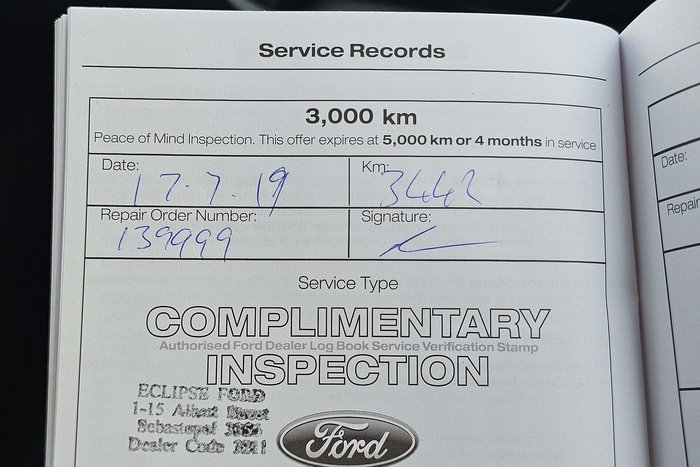 Service Records
3,000 km
Peace of Mind Inspection. This offer expires at 5,000 km or 4 months in service
Date: Km:
17.7.19 3442
Repair Order Number: Signature:
139999
Service Type
COMPLIMENTARY
Authorised Ford Dealer Log Book Service Verification Stamp
INSPECTION
ECLIPSE FORD
1-15 Albert Street
Sebastopol
Dealer Code
Ford
Date:
Repair